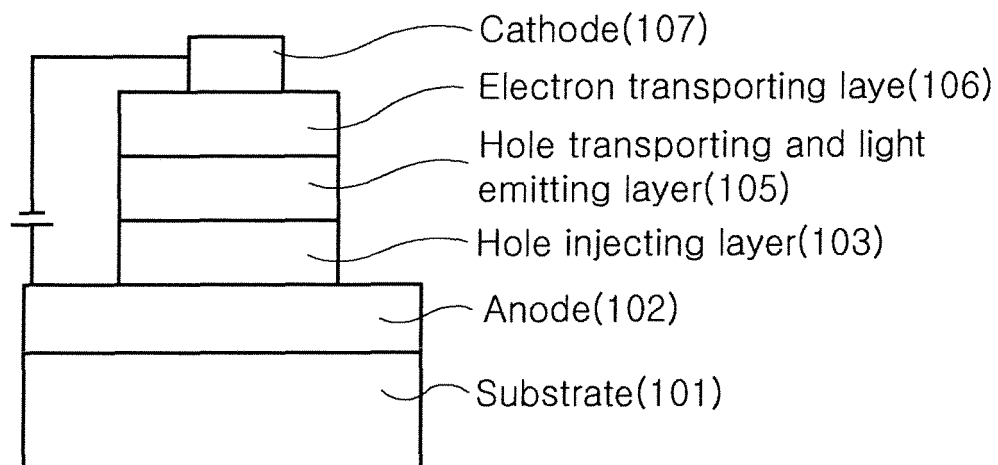 Cathode(107)
Electron transporting laye(106)
Hole transporting and light
emitting layer(105)
Hole injecting layer(103)
Anode(102)
Substrate(101)